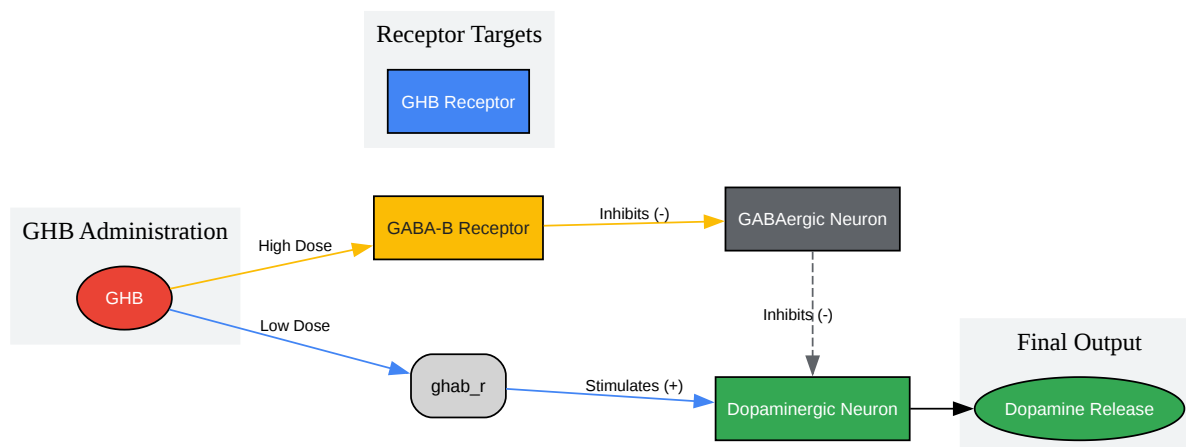 Receptor Targets
GHB Receptor
GHB Administration
GHB
High Dose
Low Dose
GABA-B Receptor
Inhibits (-)
GABAergic Neuron
Inhibits (-)
ghab_r
Stimulates (+)
Dopaminergic Neuron
Final Output
Dopamine Release